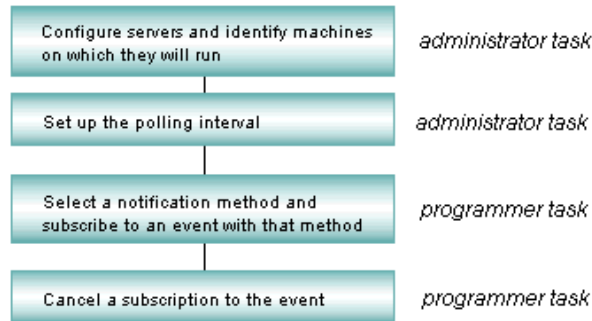 Configure servers and identify machines
on which they will run
administrator task
Set up the polling interval
administrator task
Select a notification method and
subscribe to an event with that method
programmer task
Cancel a subscription to the event
programmer task